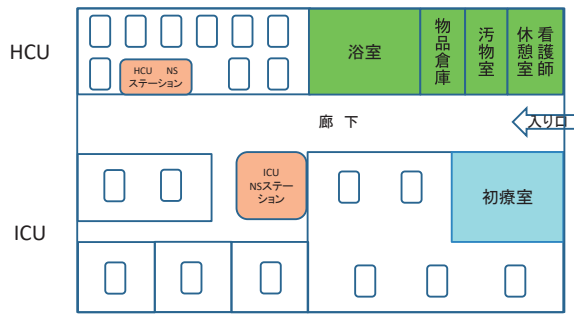 HCU
HCU NS
ステーション
浴室
物品倉庫
汚物室
看護師
休憩室
廊 下
入り口
ICU
NSステー
ション
初療室
ICU